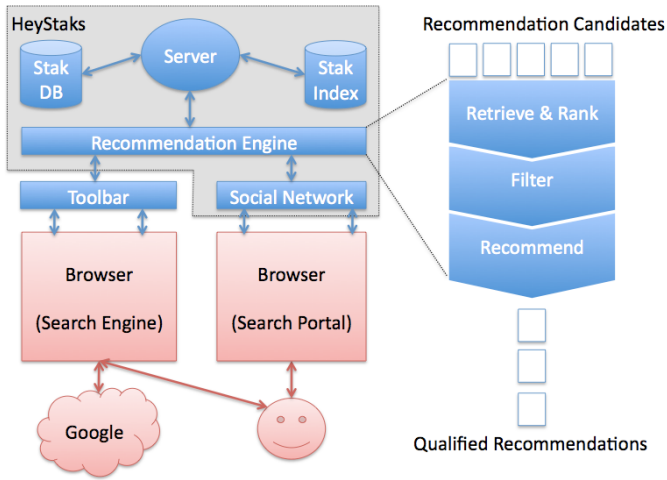 HeyStaks
Stak
DB
Server
Stak
Index
Recommendation Engine
Toolbar
Social Network
Browser
(Search Engine)
Browser
(Search Portal)
Google
Recommendation Candidates
Retrieve & Rank
Filter
Recommend
Qualified Recommendations